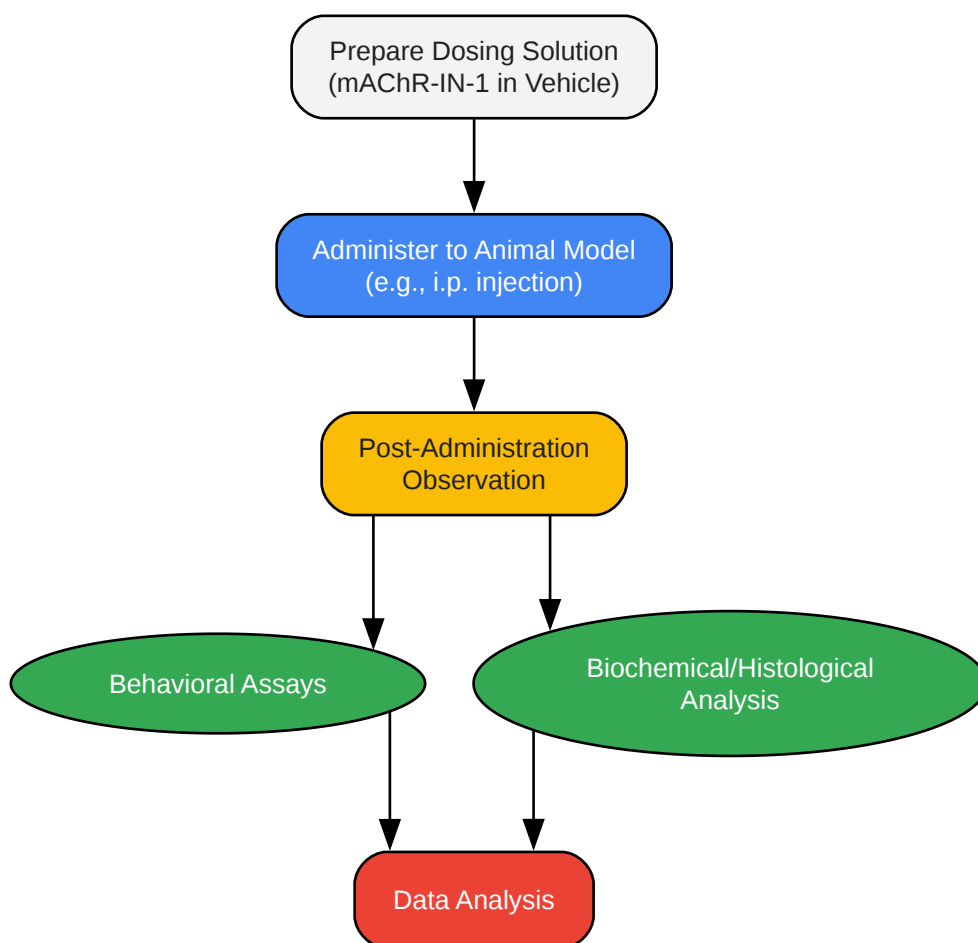 Prepare Dosing Solution
(mAChR-IN-1 in Vehicle)
Administer to Animal Model
(e.g., i.p. injection)
Post-Administration
Observation
Behavioral Assays
Biochemical/Histological
Analysis
Data Analysis